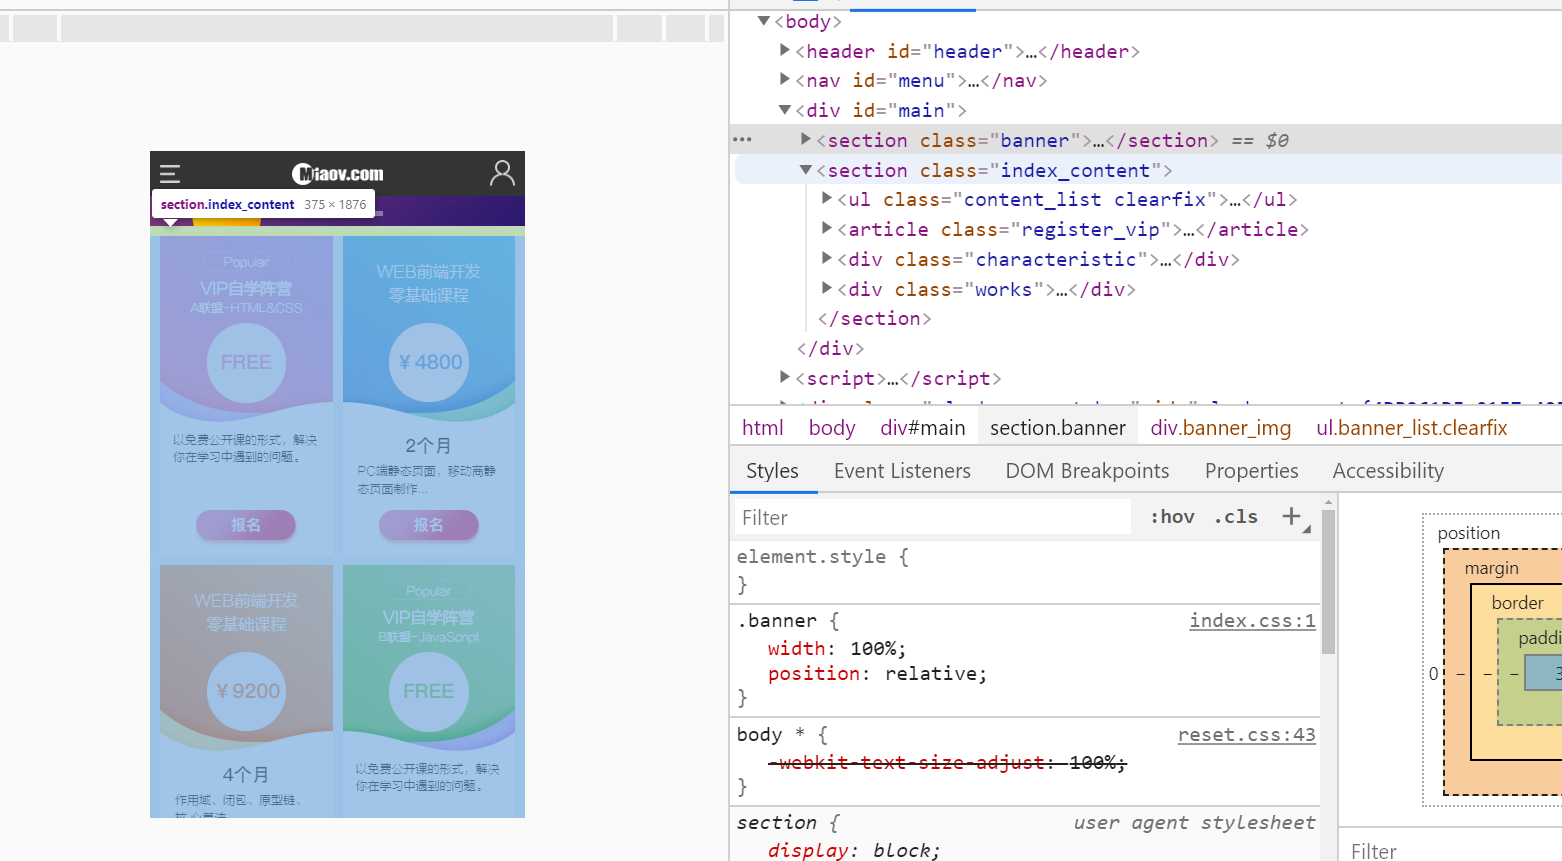 Miaov.com
section.index_content 375 × 1876
Popular
VIP自学阵营
A联盟-HTML&CSS
FREE
以免费公开课的形式，解决
你在学习中遇到的问题。
报名
WEB前端开发
零基础课程
¥ 4800
2个月
PC端静态页面，移动商静
态页面制作...
报名
WEB前端开发
零基础课程
¥ 9200
4个月
作用域、闭包、原型链、
Popular
VIP自学阵营
B联盟-JavaScript
FREE
以免费公开课的形式，解决
你在学习中遇到的问题。
<body>
<header id="header">…</header>
<nav id="menu">…</nav>
<div id="main">
<section class="banner">…</section> == $0
<section class="index_content">
<ul class="content_list clearfix">…</ul>
<article class="register_vip">…</article>
<div class="characteristic">…</div>
<div class="works">…</div>
</section>
</div>
<script>…</script>
html body div#main section.banner div.banner_img ul.banner_list.clearfix
Styles Event Listeners DOM Breakpoints Properties Accessibility
Filter :hov .cls +
element.style {
}
.banner { index.css:1
width: 100%;
position: relative;
}
body * { reset.css:43
-webkit-text-size-adjust: 100%;
}
section { user agent stylesheet
display: block;
position
margin
border
paddi
0 – – – 3
Filter